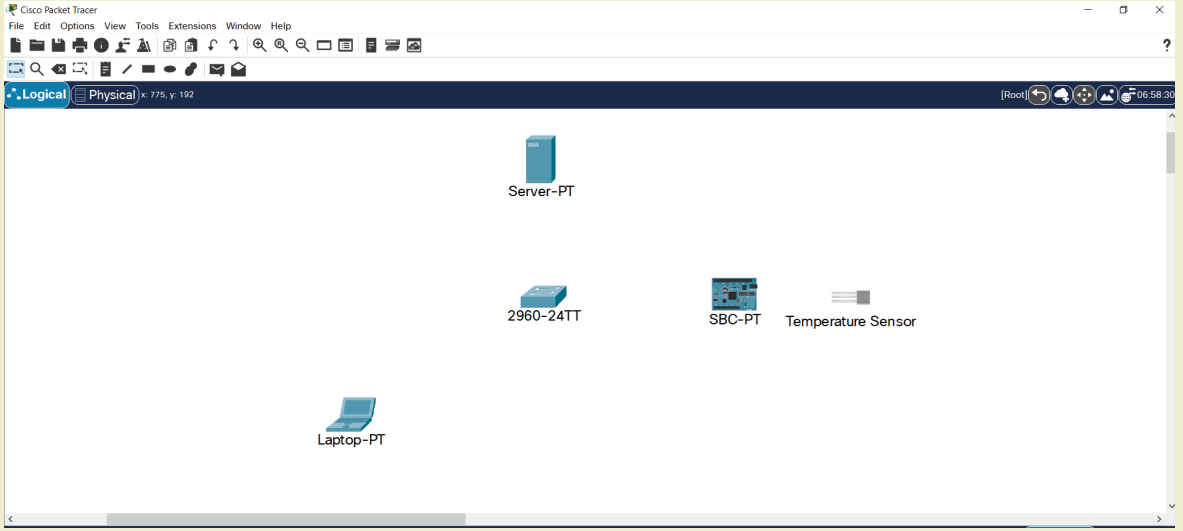 Cisco Packet Tracer
File Edit Options View Tools Extensions Window Help
?
Logical Physical x: 775, y: 192 [Root] 06:58:30
Server-PT
2960-24TT
SBC-PT
Temperature Sensor
Laptop-PT